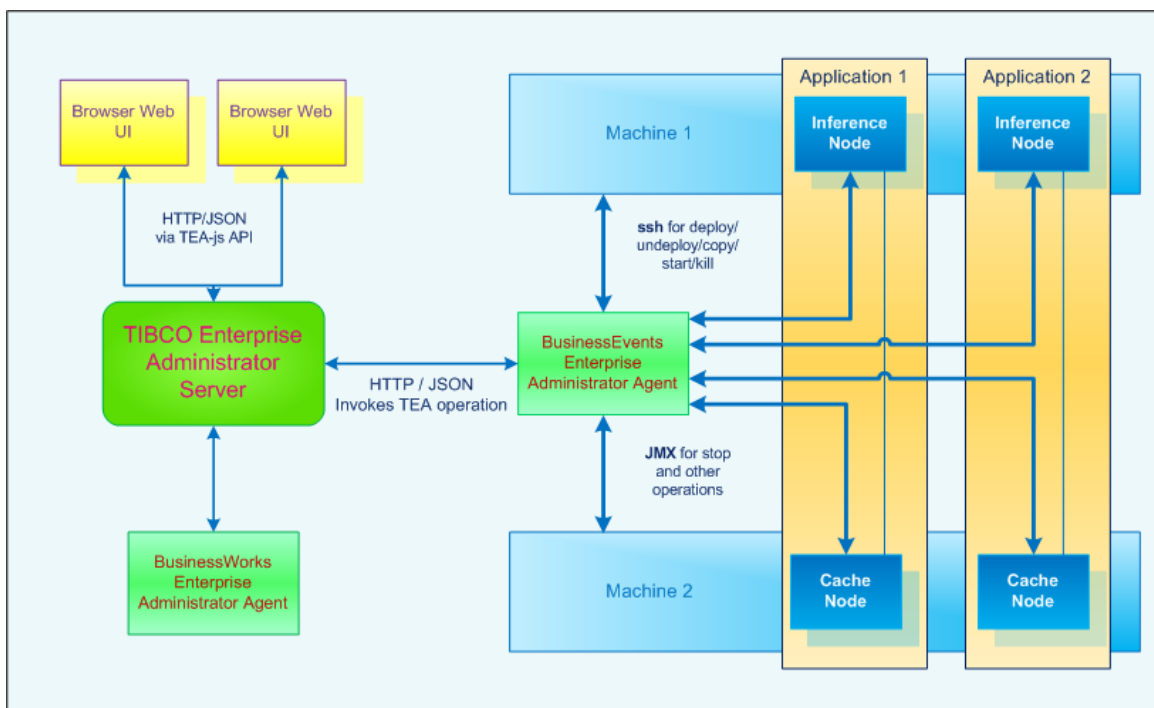 Browser Web
UI
Browser Web
UI
HTTP/JSON
via TEA-js API
TIBCO Enterprise
Administrator
Server
HTTP / JSON
Invokes TEA operation
BusinessWorks
Enterprise
Administrator Agent
Machine 1
ssh for deploy/
undeploy/copy/
start/kill
BusinessEvents
Enterprise
Administrator Agent
JMX for stop
and other
operations
Machine 2
Application 1
Inference
Node
Cache
Node
Application 2
Inference
Node
Cache
Node